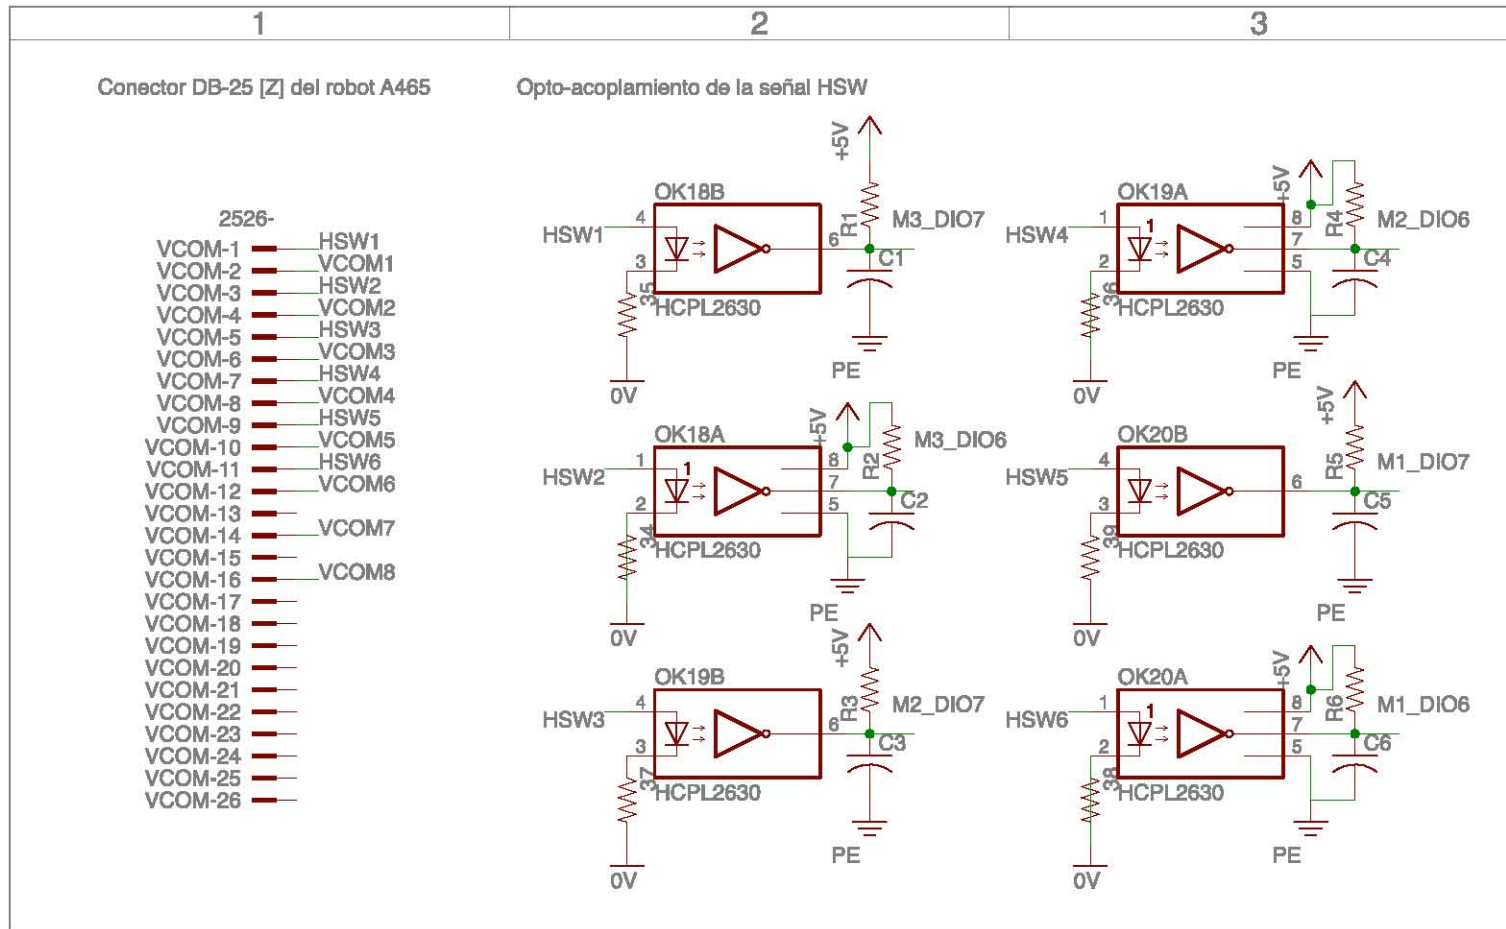 1 2 3
Conector DB-25 [Z] del robot A465
Opto-acoplamiento de la señal HSW
2526-
VCOM-1 HSW1
VCOM-2 VCOM1
VCOM-3 HSW2
VCOM-4 VCOM2
VCOM-5 HSW3
VCOM-6 VCOM3
VCOM-7 HSW4
VCOM-8 VCOM4
VCOM-9 HSW5
VCOM-10 VCOM5
VCOM-11 HSW6
VCOM-12 VCOM6
VCOM-13
VCOM-14 VCOM7
VCOM-15
VCOM-16 VCOM8
VCOM-17
VCOM-18
VCOM-19
VCOM-20
VCOM-21
VCOM-22
VCOM-23
VCOM-24
VCOM-25
VCOM-26
+5V
OK18B
4 R1 M3_DIO7
HSW1 6
C1
3
35 HCPL2630
PE
0V
+5V
OK18A
1 8 R2 M3_DIO6
1
HSW2 7
2 5 C2
34 HCPL2630
PE
0V
+5V
OK19B
4 R3 M2_DIO7
HSW3 6
C3
3
37 HCPL2630
PE
0V
+5V
OK19A
1 1 8 R4 M2_DIO6
HSW4 7
2 5 C4
36 HCPL2630
PE
0V
+5V
OK20B
4 R5 M1_DIO7
HSW5 6
C5
3
39 HCPL2630
PE
0V
+5V
OK20A
1 1 8 R6 M1_DIO6
HSW6 7
2 5 C6
38 HCPL2630
PE
0V